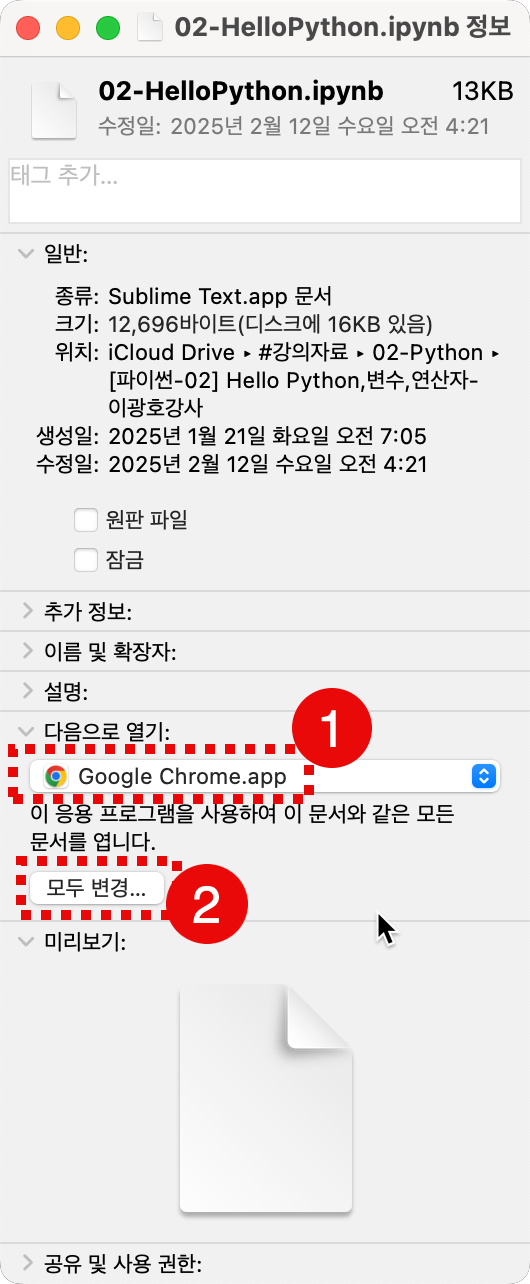 02-HelloPython.ipynb 정보
02-HelloPython.ipynb 13KB
수정일: 2025년 2월 12일 수요일 오전 4:21
태그 추가...
일반:
종류: Sublime Text.app 문서
크기: 12,696바이트(디스크에 16KB 있음)
위치: iCloud Drive ▸ #강의자료 ▸ 02-Python ▸
[파이썬-02] Hello Python,변수,연산자-
이광호강사
생성일: 2025년 1월 21일 화요일 오전 7:05
수정일: 2025년 2월 12일 수요일 오전 4:21
원판 파일
잠금
추가 정보:
이름 및 확장자:
설명:
다음으로 열기:
1
Google Chrome.app
이 응용 프로그램을 사용하여 이 문서와 같은 모든
문서를 엽니다.
모두 변경...
2
미리보기:
공유 및 사용 권한: